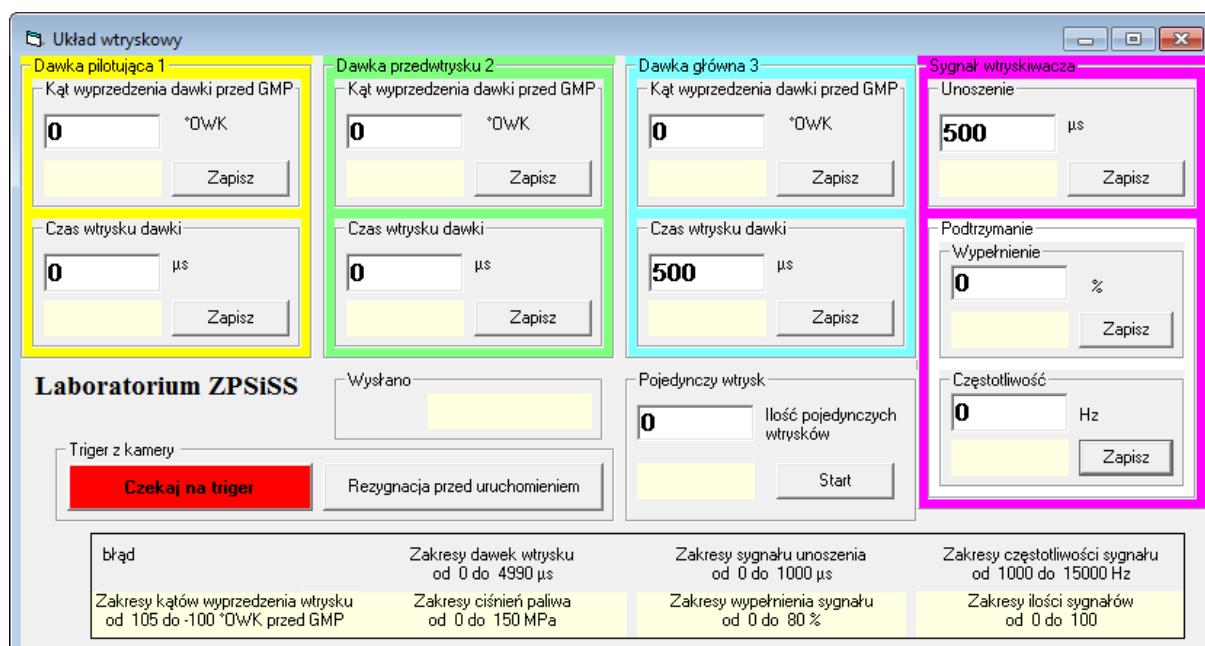 Układ wtryskowy
Dawka pilotująca 1
Kąt wyprzedzenia dawki przed GMP
0 °OWK
Zapisz
Czas wtrysku dawki
0 µs
Zapisz
Dawka przedwtrysku 2
Kąt wyprzedzenia dawki przed GMP
0 °OWK
Zapisz
Czas wtrysku dawki
0 µs
Zapisz
Dawka główna 3
Kąt wyprzedzenia dawki przed GMP
0 °OWK
Zapisz
Czas wtrysku dawki
500 µs
Zapisz
Sygnał wtryskiwacza
Unoszenie
500 µs
Zapisz
Podtrzymanie
Wypełnienie
0 %
Zapisz
Częstotliwość
0 Hz
Zapisz
Laboratorium ZPSiSS
Wysłano
Triger z kamery
Czekaj na triger
Rezygnacja przed uruchomieniem
Pojedynczy wtrysk
0 Ilość pojedynczych
wtrysków
Start
błąd
Zakresy dawek wtrysku
od 0 do 4990 µs
Zakresy sygnału unoszenia
od 0 do 1000 µs
Zakresy częstotliwości sygnału
od 1000 do 15000 Hz
Zakresy kątów wyprzedzenia wtrysku
od 105 do -100 °OWK przed GMP
Zakresy ciśnień paliwa
od 0 do 150 MPa
Zakresy wypełnienia sygnału
od 0 do 80 %
Zakresy ilości sygnałów
od 0 do 100